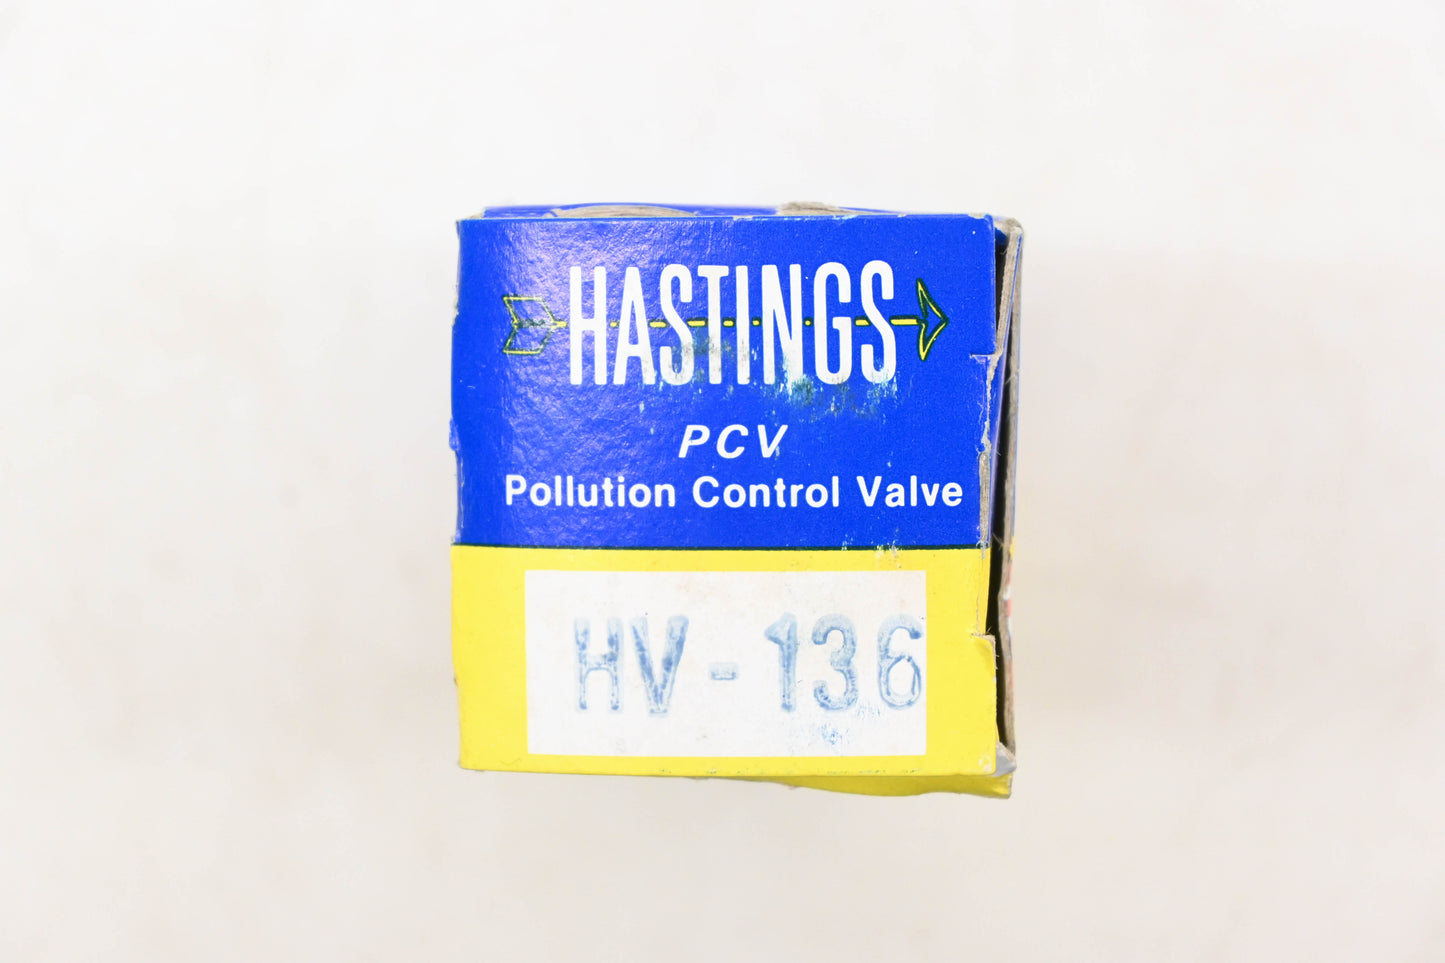 HASTINGS
PCV
Pollution Control Valve
HV-136